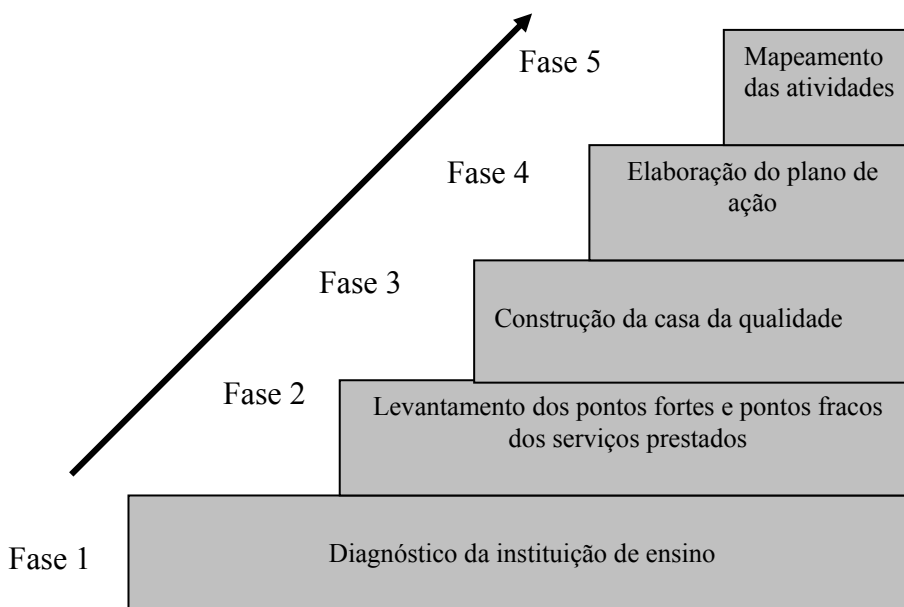 Fase 5
Mapeamento
das atividades
Fase 4
Elaboração do plano de
ação
Fase 3
Construção da casa da qualidade
Fase 2
Levantamento dos pontos fortes e pontos fracos
dos serviços prestados
Fase 1
Diagnóstico da instituição de ensino